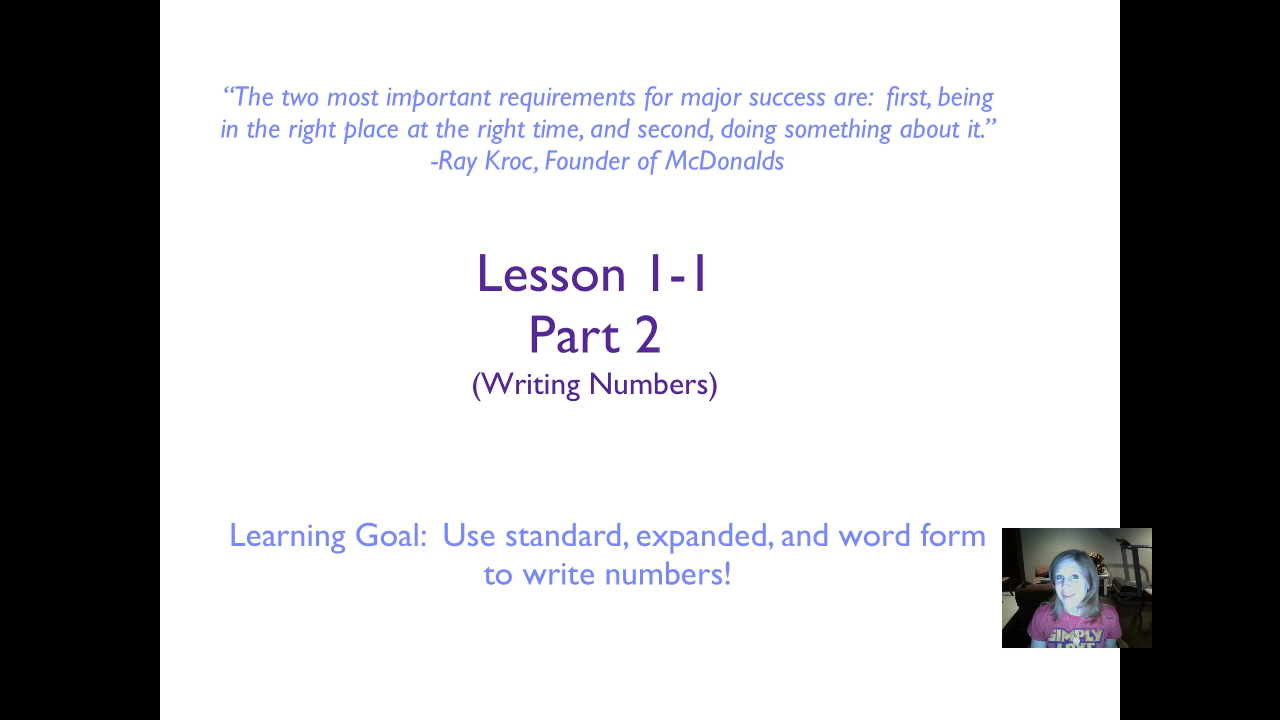 “The two most important requirements for major success are:  first, being
in the right place at the right time, and second, doing something about it.”
-Ray Kroc, Founder of McDonalds
Lesson 1-1
Part 2
(Writing Numbers)
Learning Goal:  Use standard, expanded, and word form
to write numbers!
SIMPLY